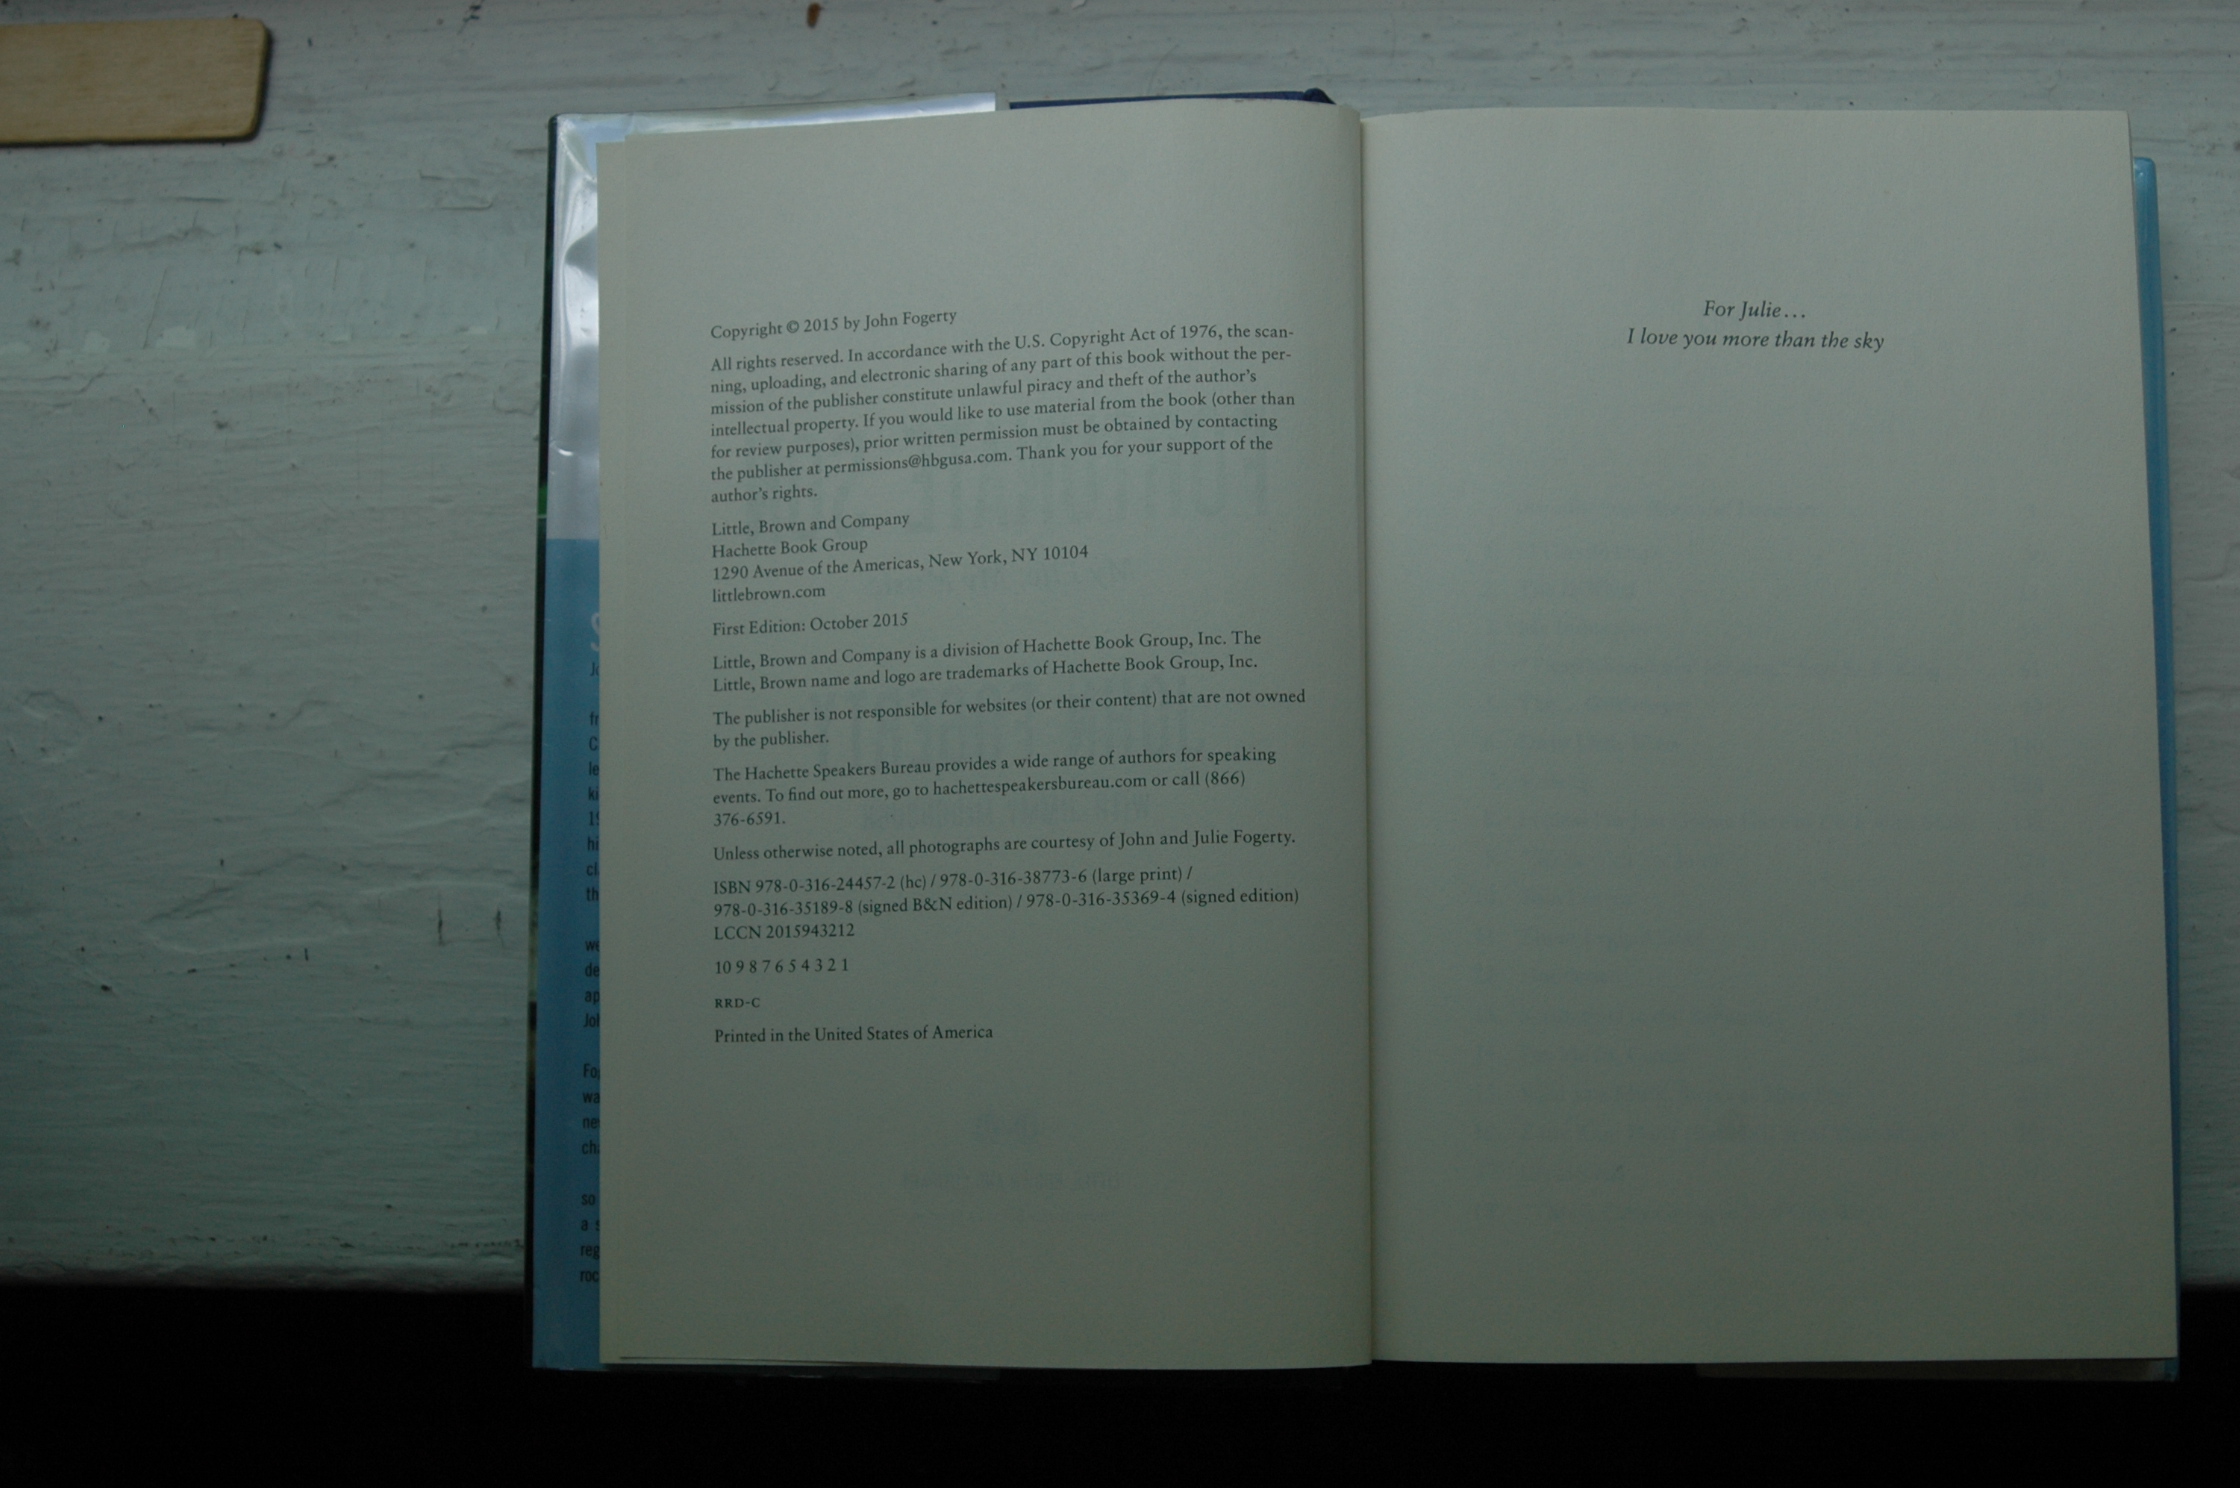 Copyright © 2015 by John Fogerty
All rights reserved. In accordance with the U.S. Copyright Act of 1976, the scan-
ning, uploading, and electronic sharing of any part of this book without the per-
mission of the publisher constitute unlawful piracy and theft of the author's
intellectual property. If you would like to use material from the book (other than
for review purposes), prior written permission must be obtained by contacting
the publisher at permissions@hbgusa.com. Thank you for your support of the
author's rights.
Little, Brown and Company
Hachette Book Group
1290 Avenue of the Americas, New York, NY 10104
littlebrown.com
First Edition: October 2015
Little, Brown and Company is a division of Hachette Book Group, Inc. The
Little, Brown name and logo are trademarks of Hachette Book Group, Inc.
The publisher is not responsible for websites (or their content) that are not owned
by the publisher.
The Hachette Speakers Bureau provides a wide range of authors for speaking
events. To find out more, go to hachettespeakersbureau.com or call (866)
376-6591.
Unless otherwise noted, all photographs are courtesy of John and Julie Fogerty.
ISBN 978-0-316-24457-2 (hc) / 978-0-316-38773-6 (large print) /
978-0-316-35189-8 (signed B&N edition) / 978-0-316-35369-4 (signed edition)
LCCN 2015943212
10 9 8 7 6 5 4 3 2 1
RRD-C
Printed in the United States of America
For Julie...
I love you more than the sky